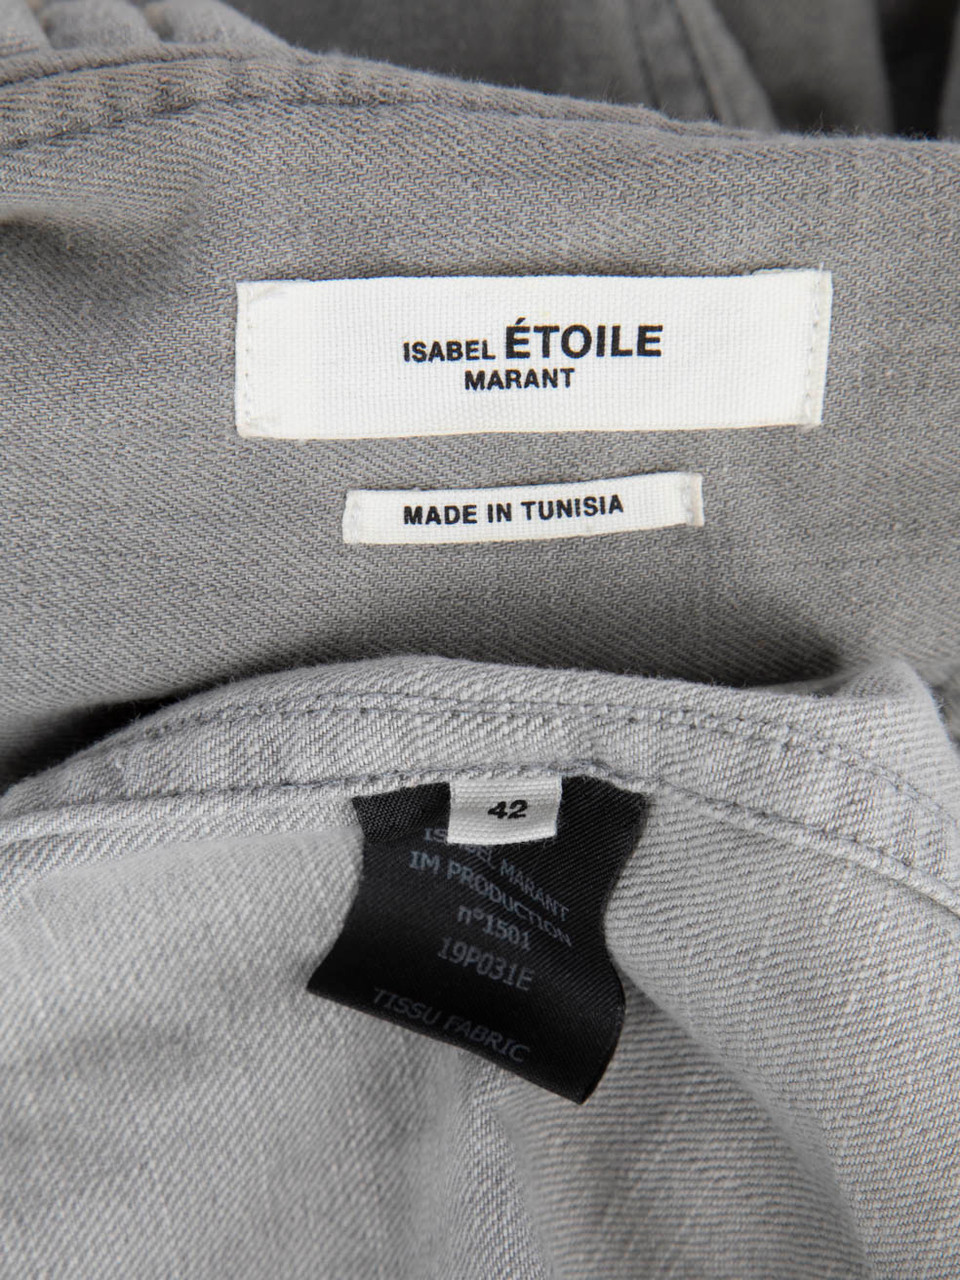 ISABEL ÉTOILE
MARANT
MADE IN TUNISIA
42
ISABEL MARANT
IM PRODUCTION
n°1501
19P031E
TISSU FABRIC